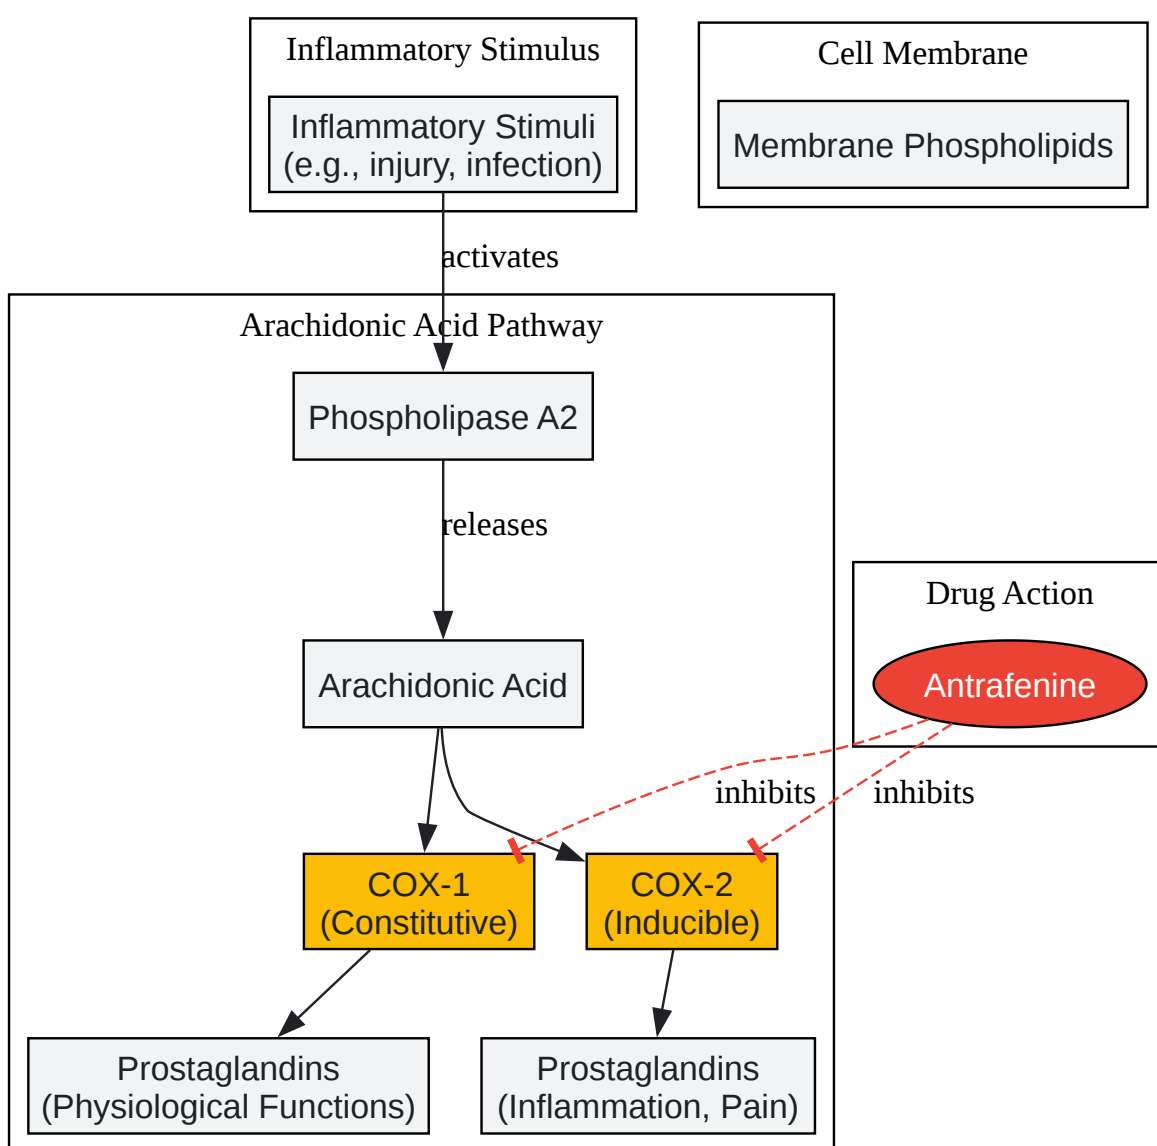 Inflammatory Stimulus
Inflammatory Stimuli
(e.g., injury, infection)
Cell Membrane
Membrane Phospholipids
activates
Arachidonic Acid Pathway
Phospholipase A2
releases
Arachidonic Acid
Drug Action
Antrafenine
inhibits
inhibits
COX-1
(Constitutive)
COX-2
(Inducible)
Prostaglandins
(Physiological Functions)
Prostaglandins
(Inflammation, Pain)